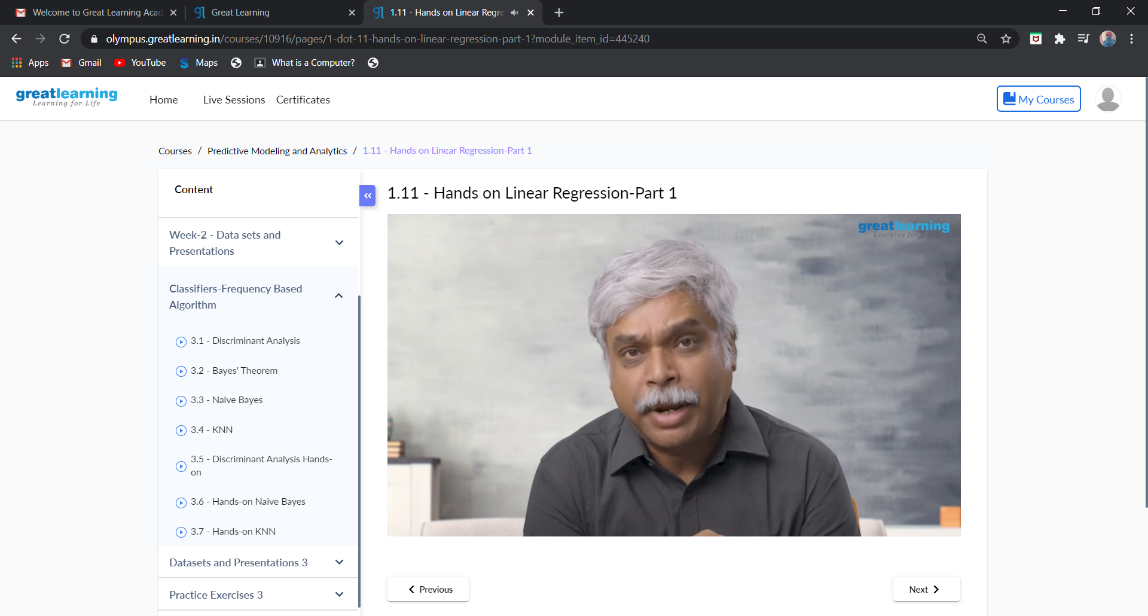 Welcome to Great Learning Acad
Great Learning
1.11 - Hands on Linear Regre
olympus.greatlearning.in/courses/10916/pages/1-dot-11-hands-on-linear-regression-part-1?module_item_id=445240
Apps
Gmail
YouTube
Maps
What is a Computer?
greatlearning
Learning for Life
Home
Live Sessions
Certificates
My Courses
Courses / Predictive Modeling and Analytics / 1.11 - Hands on Linear Regression-Part 1
Content
Week-2 - Data sets and
Presentations
Classifiers-Frequency Based
Algorithm
3.1 - Discriminant Analysis
3.2 - Bayes' Theorem
3.3 - Naive Bayes
3.4 - KNN
3.5 - Discriminant Analysis Hands-
on
3.6 - Hands-on Naive Bayes
3.7 - Hands-on KNN
Datasets and Presentations 3
Practice Exercises 3
1.11 - Hands on Linear Regression-Part 1
greatlearning
Learning for Life
Previous
Next